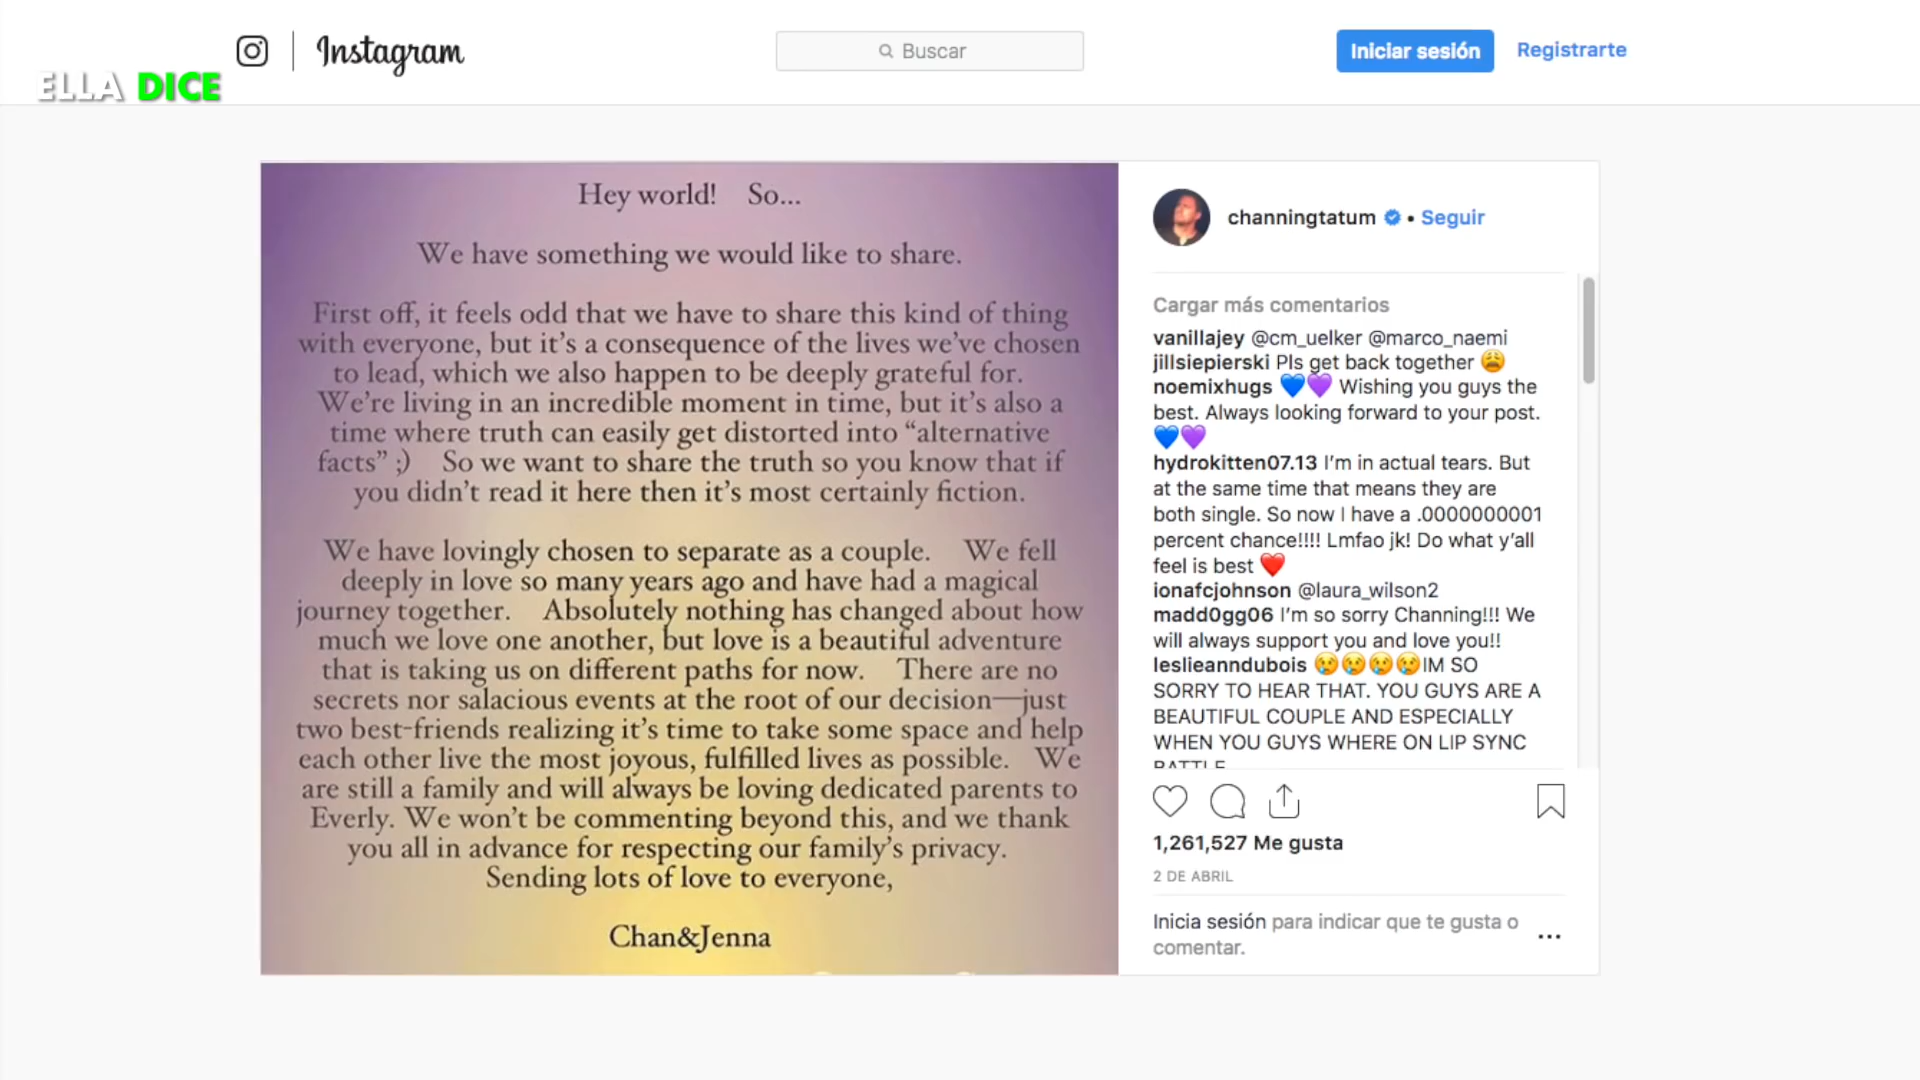 Instagram
Buscar
Iniciar sesión
Registrarte
ELLA DICE
Hey world! So...
We have something we would like to share.
First off, it feels odd that we have to share this kind of thing
with everyone, but it's a consequence of the lives we've chosen
to lead, which we also happen to be deeply grateful for.
We're living in an incredible moment in time, but it's also a
time where truth can easily get distorted into “alternative
facts” ;) So we want to share the truth so you know that if
you didn't read it here then it's most certainly fiction.
We have lovingly chosen to separate as a couple. We fell
deeply in love so many years ago and have had a magical
journey together. Absolutely nothing has changed about how
much we love one another, but love is a beautiful adventure
that is taking us on different paths for now. There are no
secrets nor salacious events at the root of our decision—just
two best-friends realizing it's time to take some space and help
each other live the most joyous, fulfilled lives as possible. We
are still a family and will always be loving dedicated parents to
Everly. We won't be commenting beyond this, and we thank
you all in advance for respecting our family's privacy.
Sending lots of love to everyone,
Chan&Jenna
channingtatum • Seguir
Cargar más comentarios
vanillajey @cm_uelker @marco_naemi
jillsiepierski Pls get back together 😩
noemixhugs 💙💜 Wishing you guys the
best. Always looking forward to your post.
💙💜
hydrokitten07.13 I'm in actual tears. But
at the same time that means they are
both single. So now I have a .0000000001
percent chance!!!! Lmfao jk! Do what y'all
feel is best ❤️
ionafcjohnson @laura_wilson2
madd0gg06 I'm so sorry Channing!!! We
will always support you and love you!!
leslieanndubois 😢😢😢😢IM SO
SORRY TO HEAR THAT. YOU GUYS ARE A
BEAUTIFUL COUPLE AND ESPECIALLY
WHEN YOU GUYS WHERE ON LIP SYNC
BATTLE
1,261,527 Me gusta
2 DE ABRIL
Inicia sesión para indicar que te gusta o
comentar.